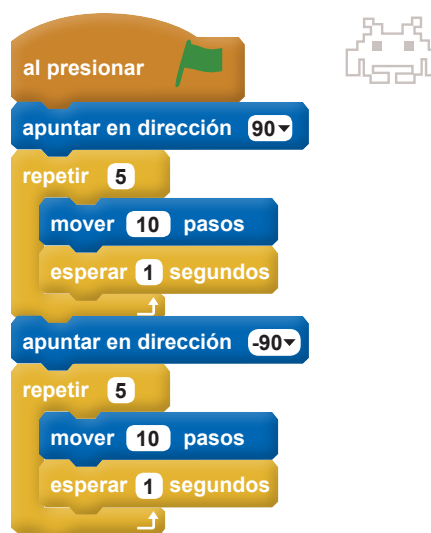 al presionar
apuntar en dirección 90
repetir 5
mover 10 pasos
esperar 1 segundos
apuntar en dirección -90
repetir 5
mover 10 pasos
esperar 1 segundos